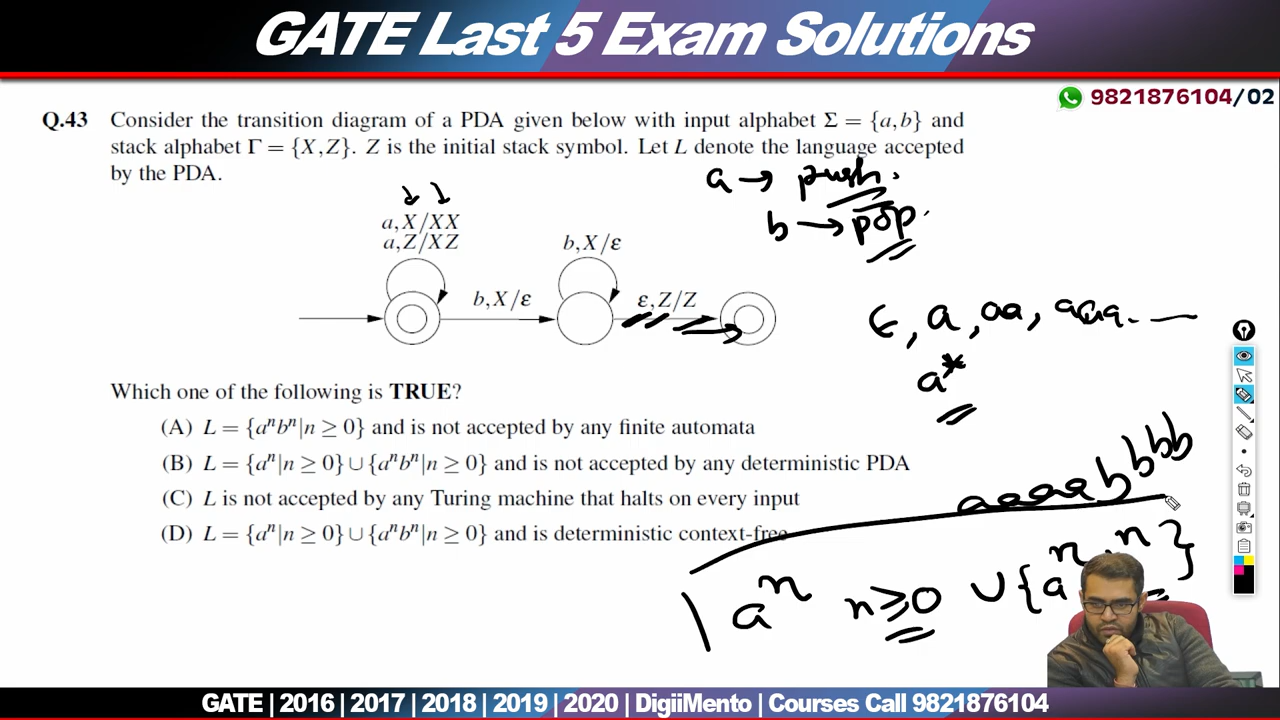 GATE Last 5 Exam Solutions
9821876104/02
Q.43 Consider the transition diagram of a PDA given below with input alphabet Σ = {a,b} and
stack alphabet Γ = {X,Z}. Z is the initial stack symbol. Let L denote the language accepted
by the PDA.
a → push.
b → pop.
a,X/XX
a,Z/XZ
b,X/ε
b,X/ε
ε,Z/Z
ε, a, aa, aaa. —
a*
Which one of the following is TRUE?
(A) L = {aⁿbⁿ|n ≥ 0} and is not accepted by any finite automata
(B) L = {aⁿ|n ≥ 0} ∪ {aⁿbⁿ|n ≥ 0} and is not accepted by any deterministic PDA
(C) L is not accepted by any Turing machine that halts on every input
(D) L = {aⁿ|n ≥ 0} ∪ {aⁿbⁿ|n ≥ 0} and is deterministic context-free
aaaabbbb
aⁿ n≥0 ∪ {aⁿ ⁿ}
GATE | 2016 | 2017 | 2018 | 2019 | 2020 | DigiiMento | Courses Call 9821876104